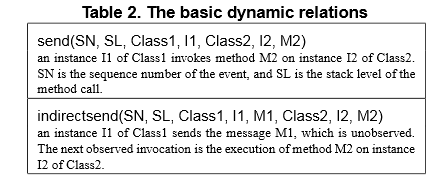 Table 2. The basic dynamic relations
send(SN, SL, Class1, I1, Class2, I2, M2)
an instance I1 of Class1 invokes method M2 on instance I2 of Class2.
SN is the sequence number of the event, and SL is the stack level of the
method call.
indirectsend(SN, SL, Class1, I1, M1, Class2, I2, M2)
an instance I1 of Class1 sends the message M1, which is unobserved.
The next observed invocation is the execution of method M2 on instance
I2 of Class2.